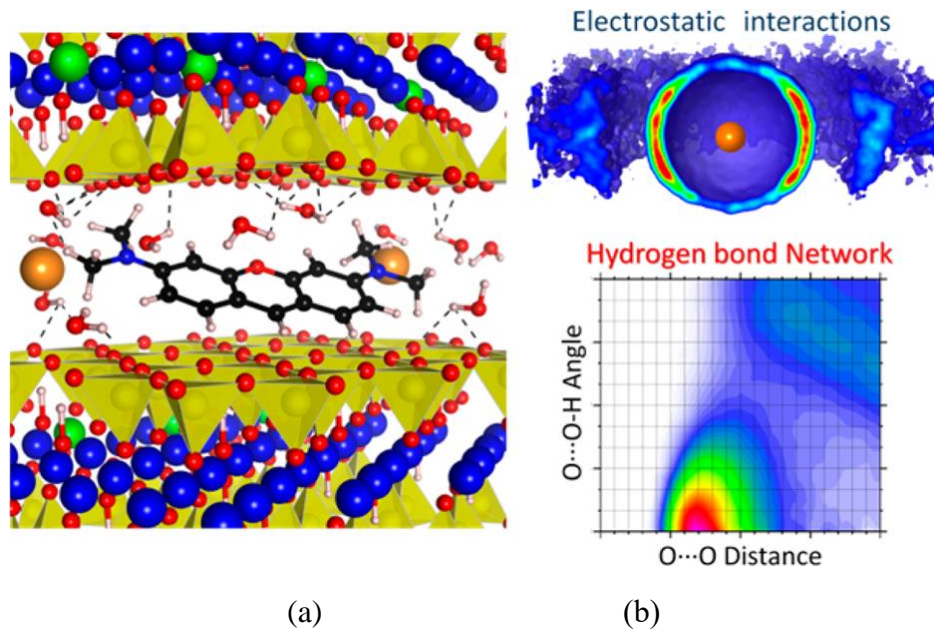 Electrostatic interactions
Hydrogen bond Network
O···O-H Angle
O···O Distance
(a)
(b)